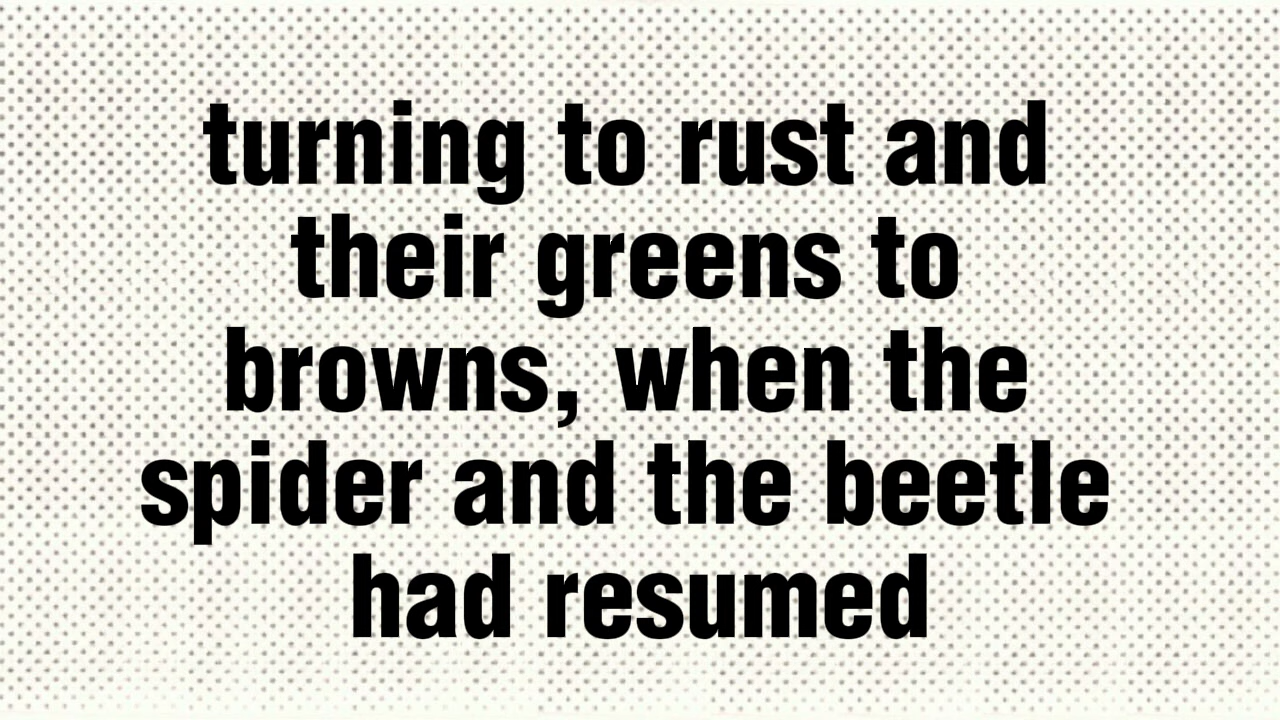 turning to rust and
their greens to
browns, when the
spider and the beetle
had resumed